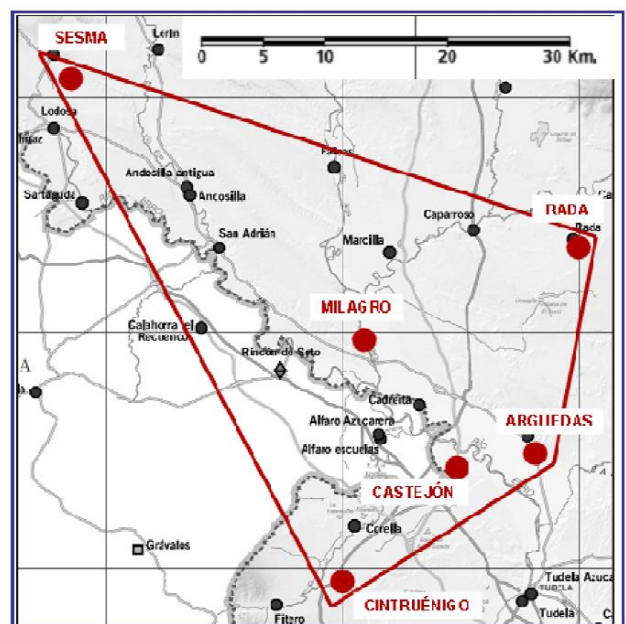 SESMA
Lerín
0 5 10 20 30 Km.
Lodosa
Andosilla antigua
Sartaguda
Ancosilla
RADA
Caparroso
Rada
San Adrián
Marcilla
MILAGRO
Calahorra el
Recuenco
Rincón de Soto
A
Cadreita
ARGUEDAS
Alfaro Azucarera
Alfaro escuelas
CASTEJÓN
Corella
Grávalos
CINTRUÉNIGO
Tudela Azuca
TUDELA
Fitero
Tudela